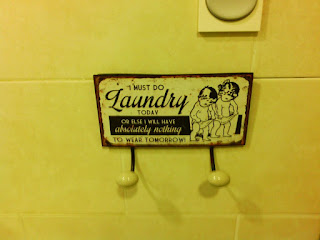 "I MUST DO
Laundry
TODAY
OR ELSE I WILL HAVE
absolutely nothing
TO WEAR TOMORROW!"